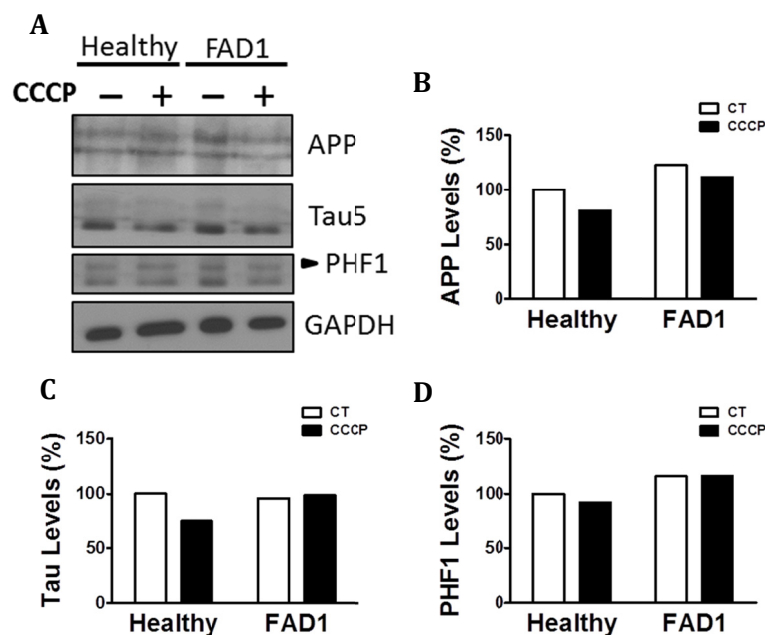 A
Healthy FAD1
CCCP − + − +
APP
Tau5
PHF1
GAPDH
B
CT
CCCP
APP Levels (%)
150
100
50
0
Healthy FAD1
C
CT
CCCP
Tau Levels (%)
150
100
50
0
Healthy FAD1
D
CT
CCCP
PHF1 Levels (%)
150
100
50
0
Healthy FAD1